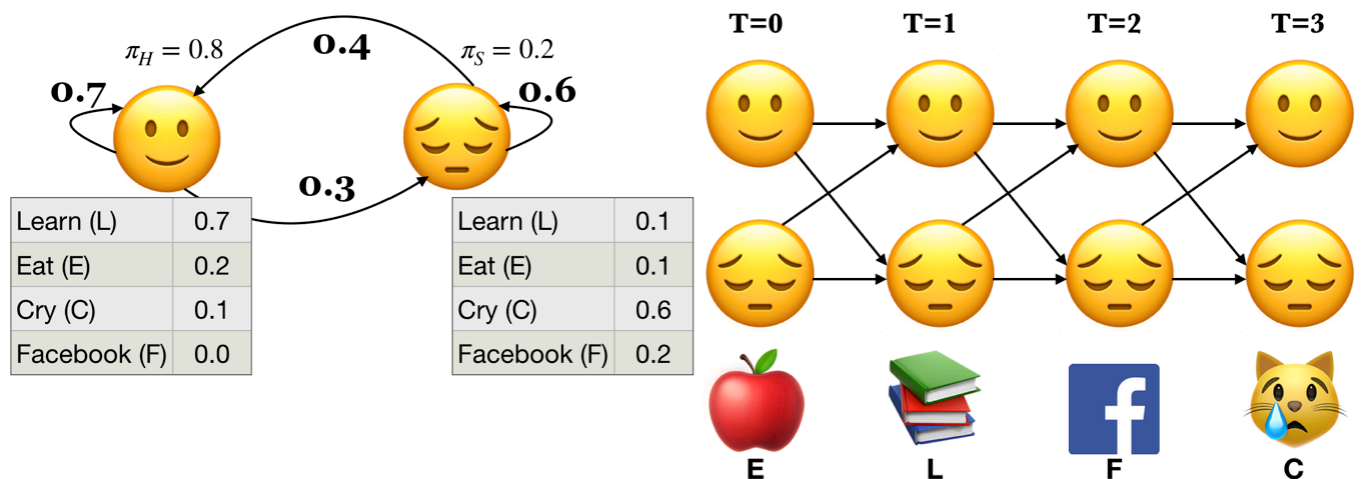 π_H = 0.8
0.4
π_S = 0.2
0.7
0.6
0.3
Learn (L) 0.7
Eat (E) 0.2
Cry (C) 0.1
Facebook (F) 0.0
Learn (L) 0.1
Eat (E) 0.1
Cry (C) 0.6
Facebook (F) 0.2
T=0 T=1 T=2 T=3
f
E L F C